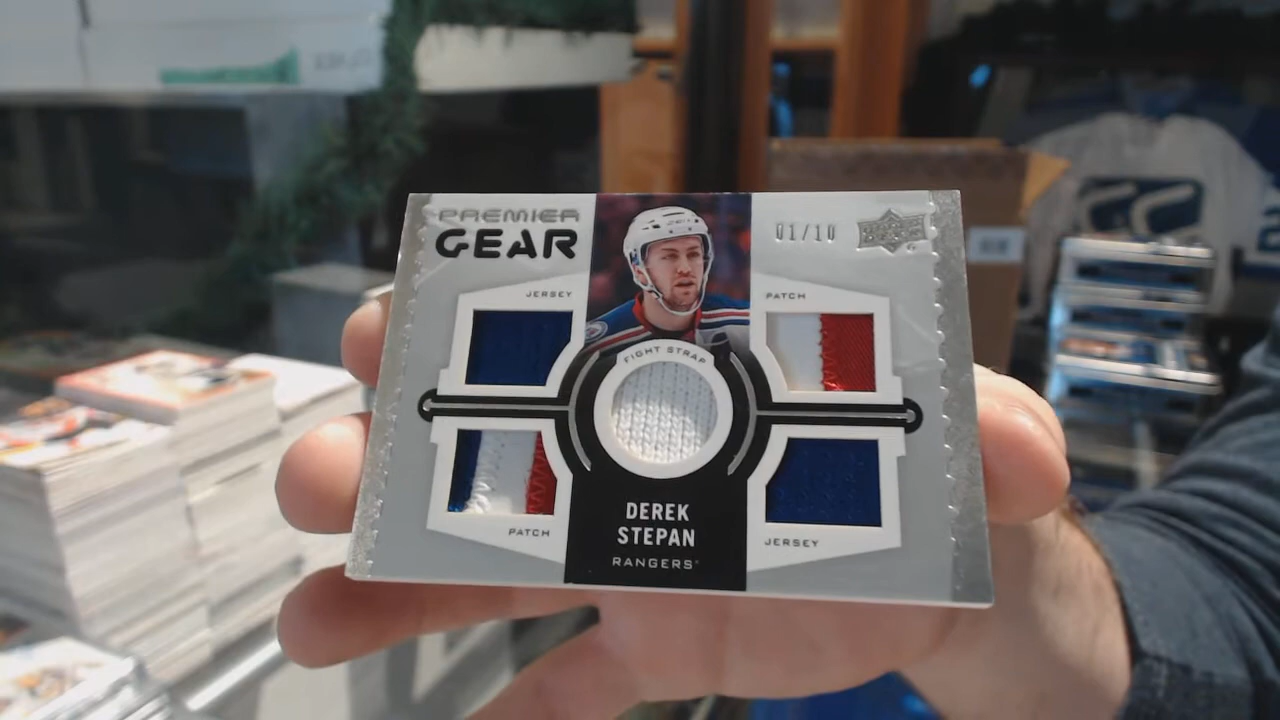 PREMIER
GEAR
01/10
JERSEY
PATCH
FIGHT STRAP
PATCH
JERSEY
DEREK
STEPAN
RANGERS